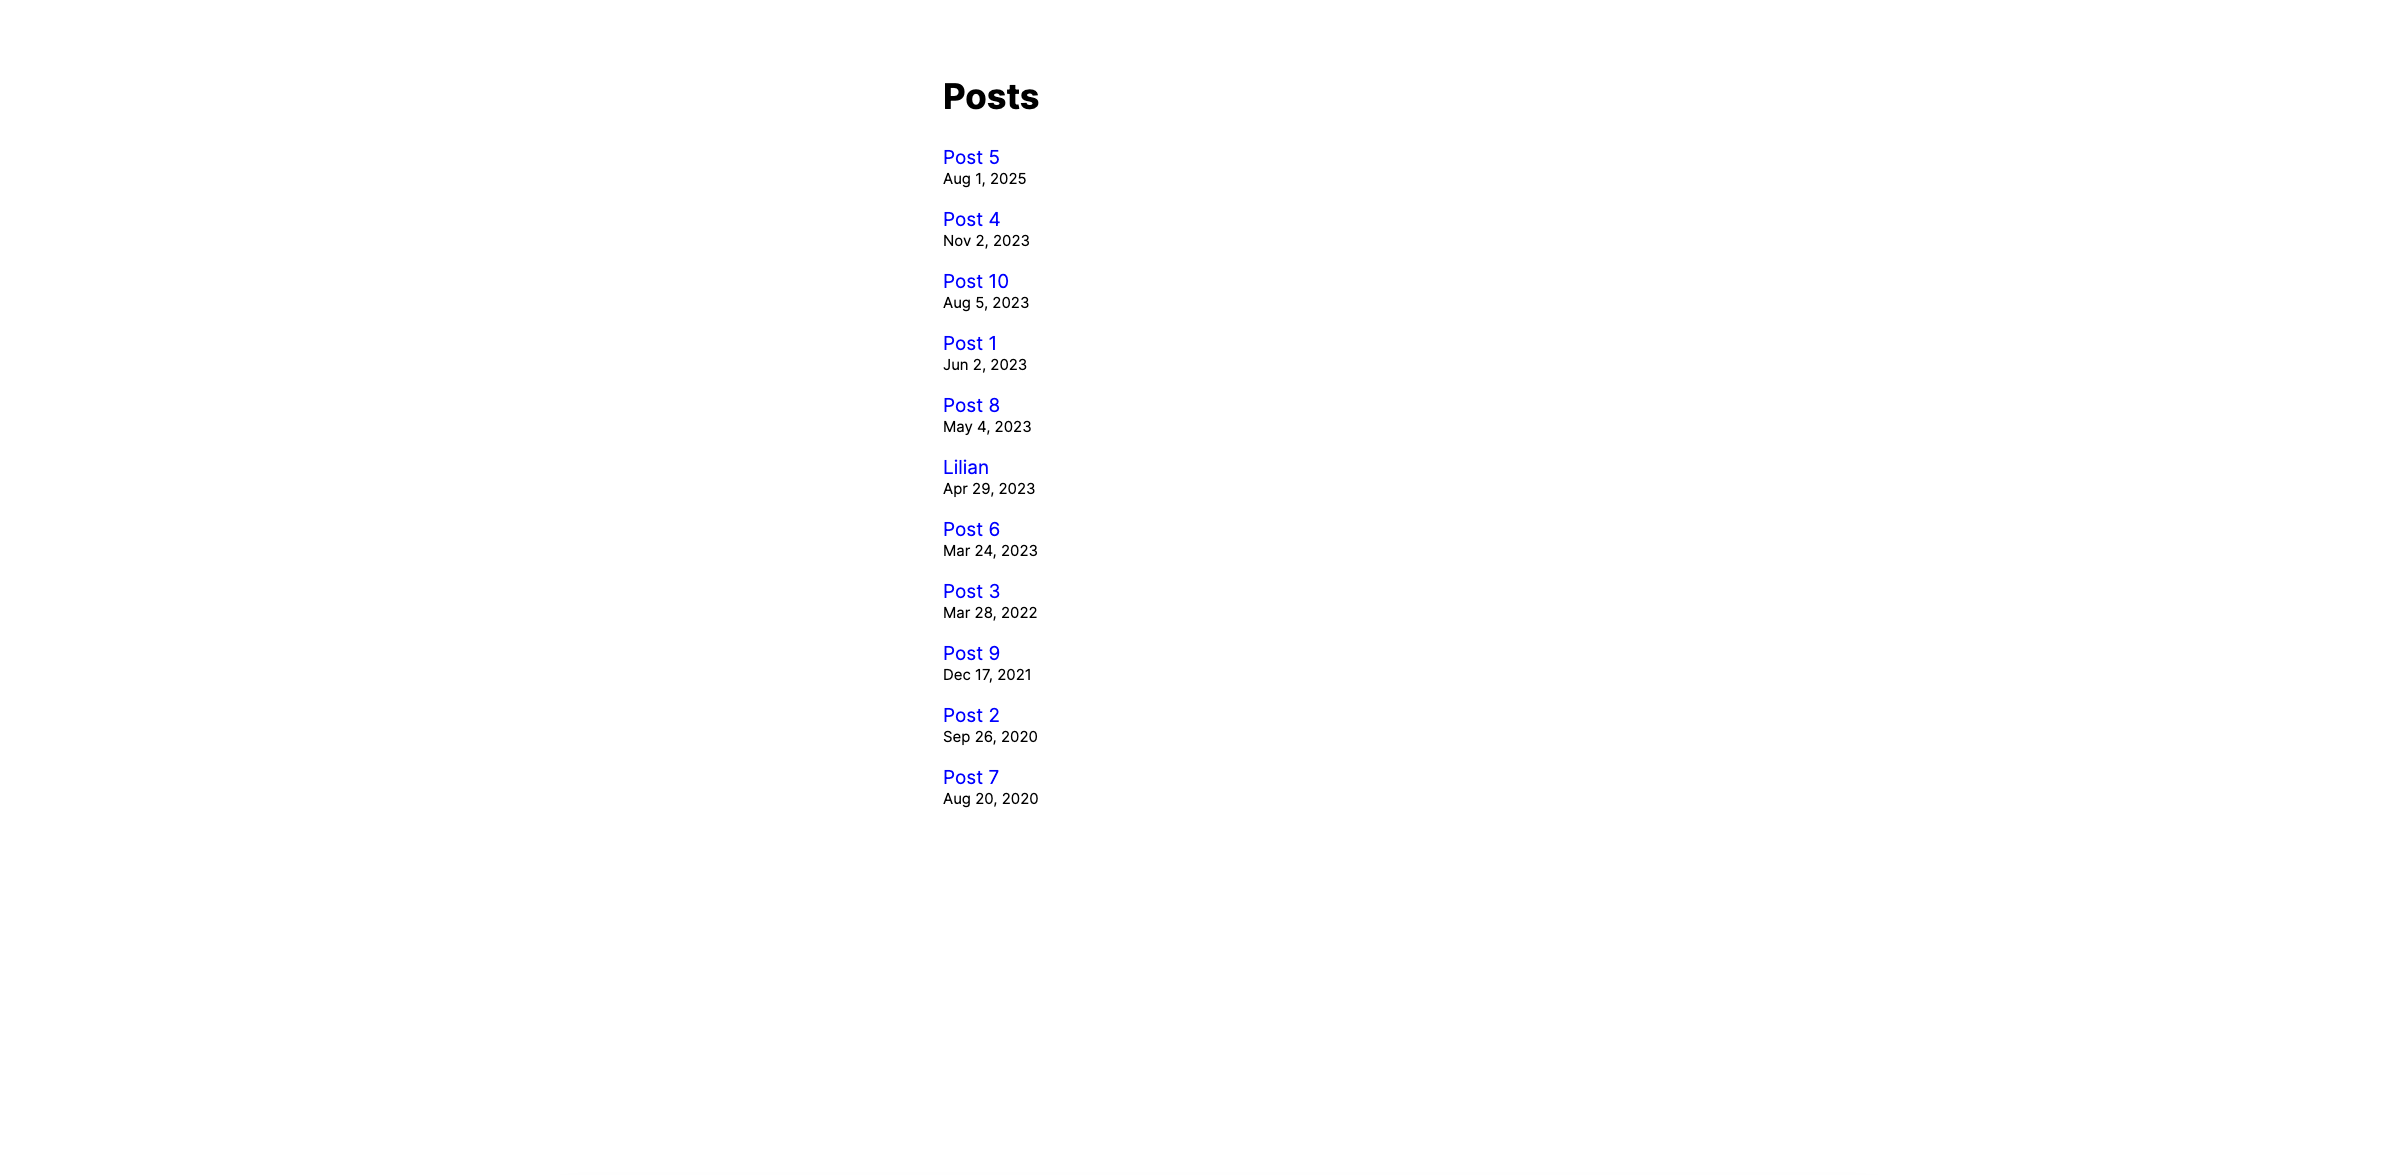 Posts
Post 5
Aug 1, 2025
Post 4
Nov 2, 2023
Post 10
Aug 5, 2023
Post 1
Jun 2, 2023
Post 8
May 4, 2023
Lilian
Apr 29, 2023
Post 6
Mar 24, 2023
Post 3
Mar 28, 2022
Post 9
Dec 17, 2021
Post 2
Sep 26, 2020
Post 7
Aug 20, 2020